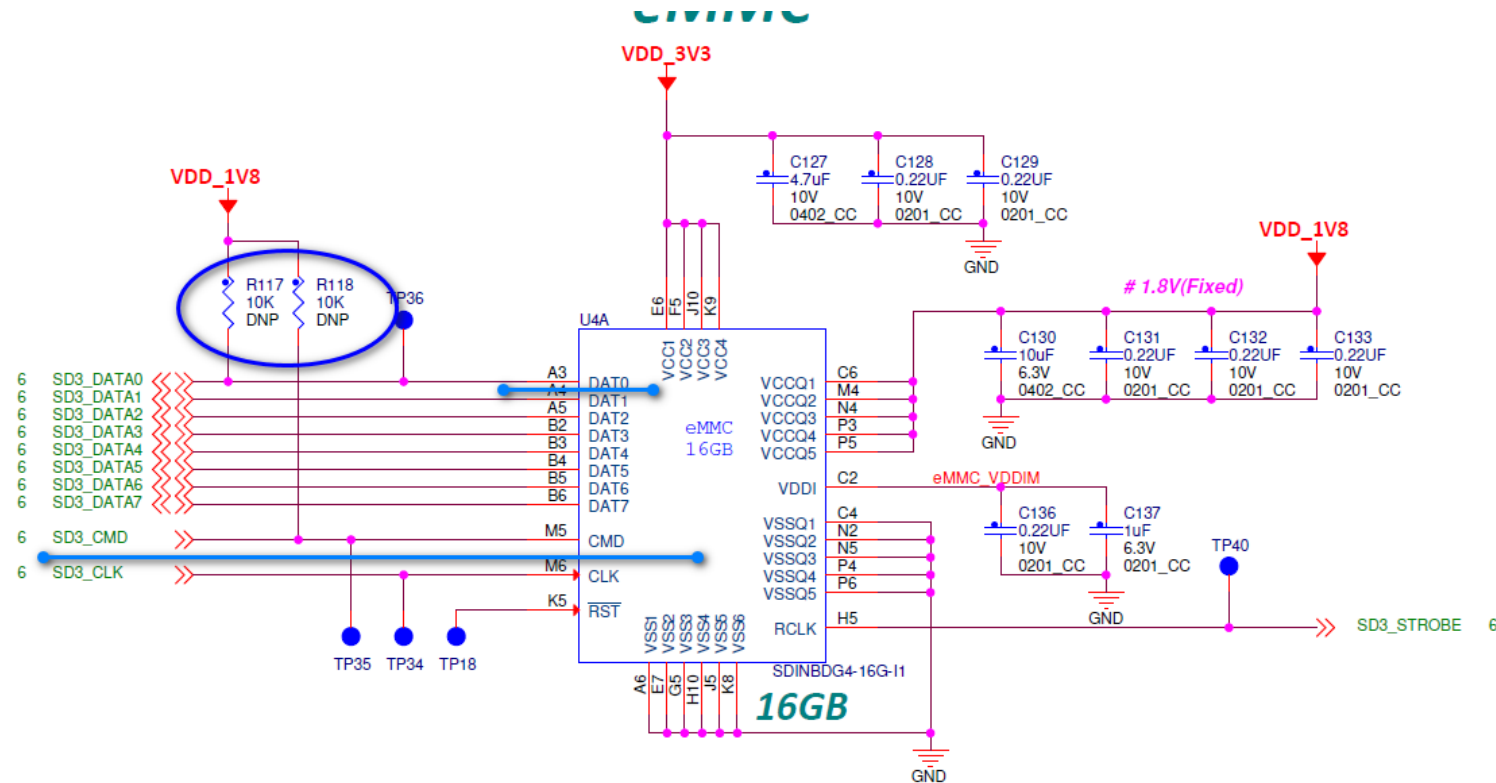 eMMC
VDD_3V3
VDD_1V8
R117
10K
DNP
R118
10K
DNP
TP36
C127
4.7uF
10V
0402_CC
C128
0.22UF
10V
0201_CC
C129
0.22UF
10V
0201_CC
GND
VDD_1V8
# 1.8V(Fixed)
C130
10uF
6.3V
0402_CC
C131
0.22UF
10V
0201_CC
C132
0.22UF
10V
0201_CC
C133
0.22UF
10V
0201_CC
GND
U4A
E6
F5
J10
K9
VCC1
VCC2
VCC3
VCC4
6 SD3_DATA0 A3 DAT0
6 SD3_DATA1 A4 DAT1
6 SD3_DATA2 A5 DAT2
6 SD3_DATA3 B2 DAT3
6 SD3_DATA4 B3 DAT4
6 SD3_DATA5 B4 DAT5
6 SD3_DATA6 B5 DAT6
6 SD3_DATA7 B6 DAT7
6 SD3_CMD M5 CMD
6 SD3_CLK M6 CLK
K5 RST
TP35 TP34 TP18
eMMC
16GB
VCCQ1 C6
VCCQ2 M4
VCCQ3 N4
VCCQ4 P3
VCCQ5 P5
VDDI C2 eMMC_VDDIM
VSSQ1 C4
VSSQ2 N2
VSSQ3 N5
VSSQ4 P4
VSSQ5 P6
RCLK H5
C136
0.22UF
10V
0201_CC
C137
1uF
6.3V
0201_CC
GND
TP40
SD3_STROBE 6
VSS1
VSS2
VSS3
VSS4
VSS5
VSS6
A6
E7
G5
H10
J5
K8
SDINBDG4-16G-I1
16GB
GND